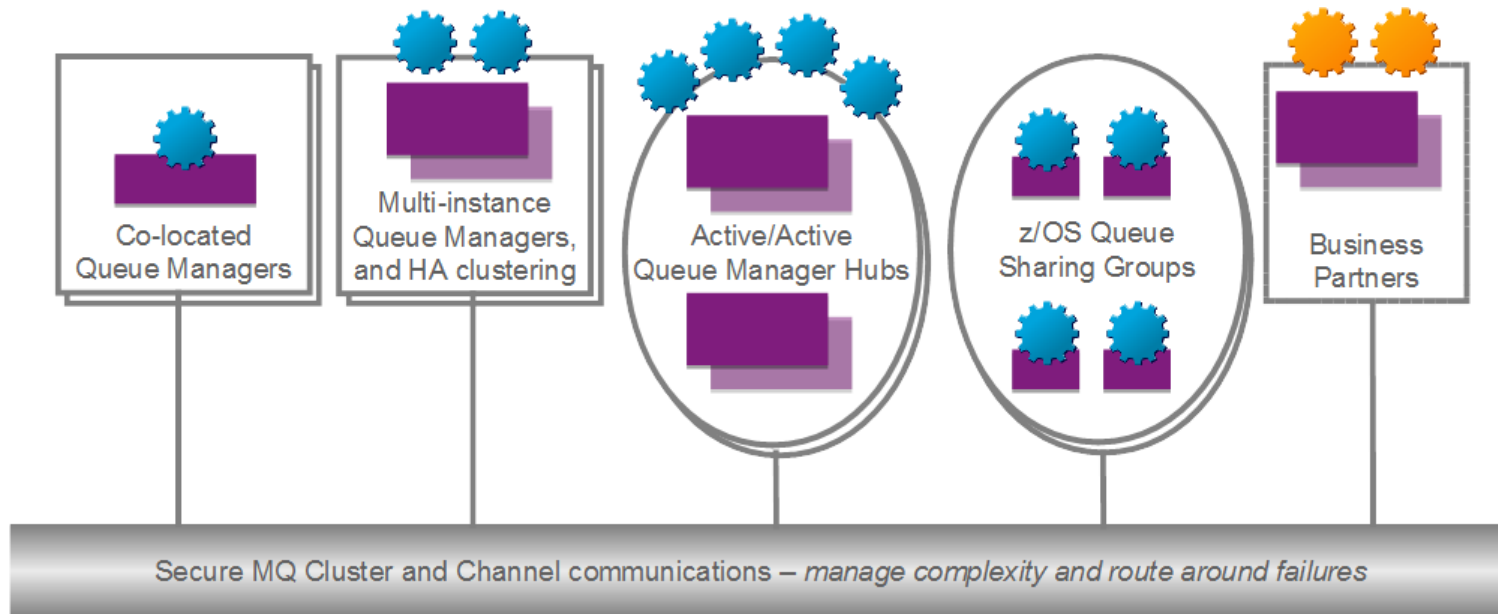 Co-located
Queue Managers
Multi-instance
Queue Managers,
and HA clustering
Active/Active
Queue Manager Hubs
z/OS Queue
Sharing Groups
Business
Partners
Secure MQ Cluster and Channel communications – manage complexity and route around failures